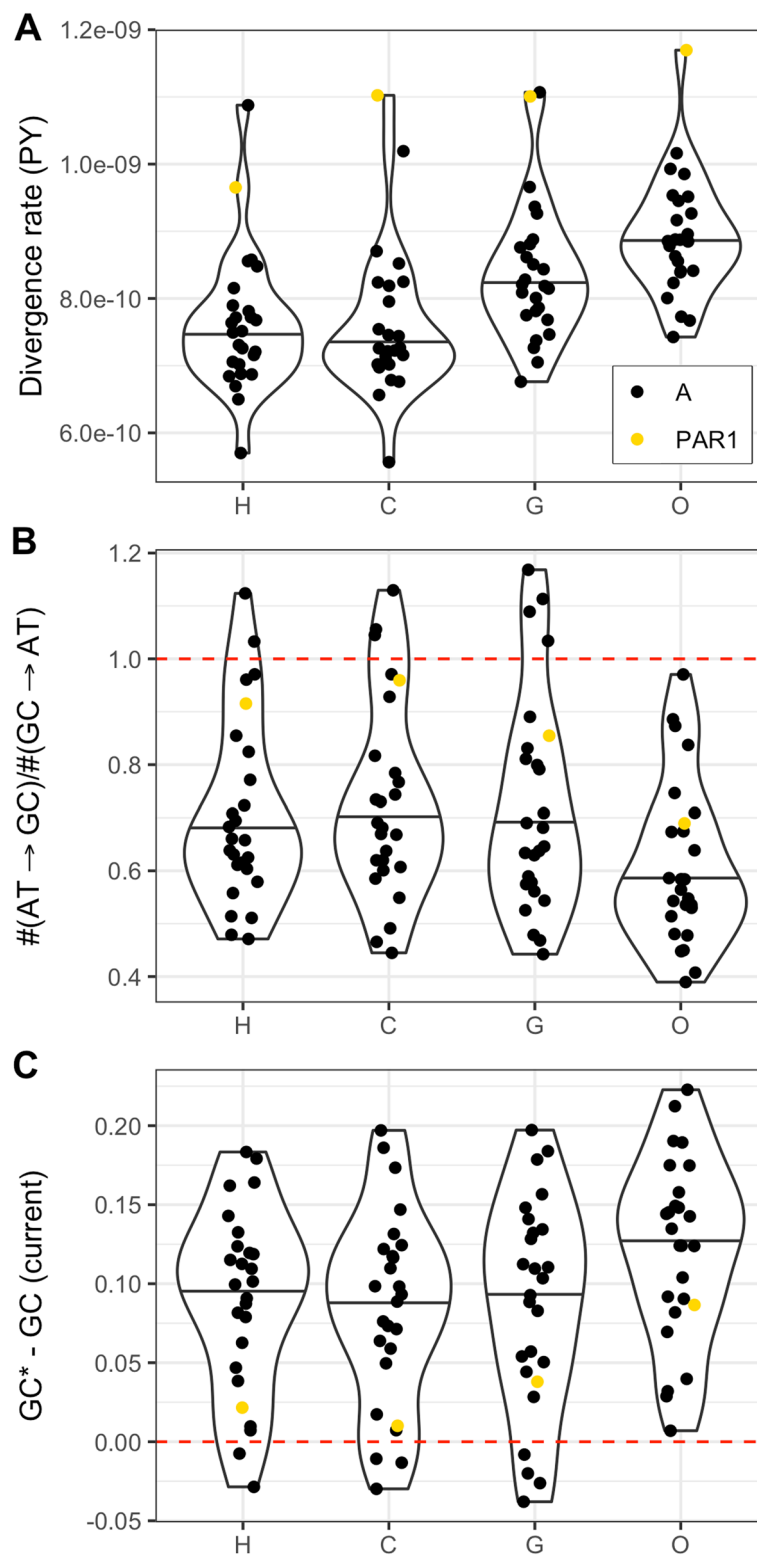 A
Divergence rate (PY)
1.2e-09
1.0e-09
8.0e-10
6.0e-10
A
PAR1
H C G O
B
#(AT → GC)/#(GC → AT)
1.2
1.0
0.8
0.6
0.4
H C G O
C
GC* - GC (current)
0.20
0.15
0.10
0.05
0.00
-0.05
H C G O